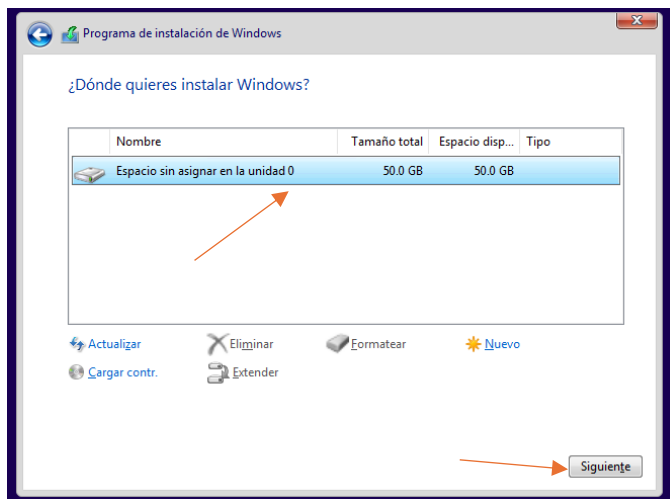 Programa de instalación de Windows
¿Dónde quieres instalar Windows?
Nombre Tamaño total Espacio disp... Tipo
Espacio sin asignar en la unidad 0 50.0 GB 50.0 GB
Actualizar Eliminar Formatear Nuevo
Cargar contr. Extender
Siguiente